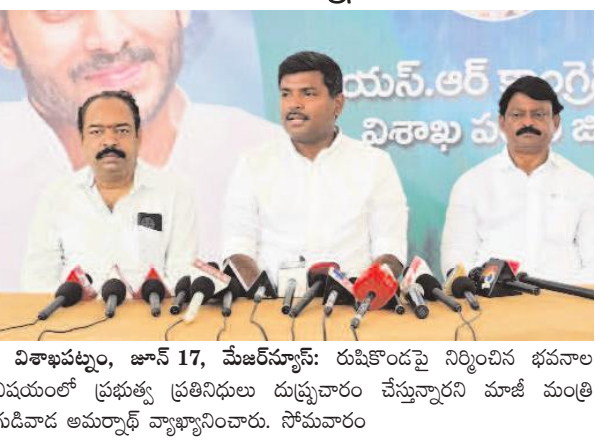 యస్.ఆర్ కాంగ్రె
విశాఖ ప
విశాఖపట్నం, జూన్ 17, మేజర్‌న్యూస్: రుషికొండపై నిర్మించిన భవనాల
విషయంలో ప్రభుత్వ ప్రతినిధులు దుష్ప్రచారం చేస్తున్నారని మాజీ మంత్రి
గుడివాడ అమర్నాథ్ వ్యాఖ్యానించారు. సోమవారం